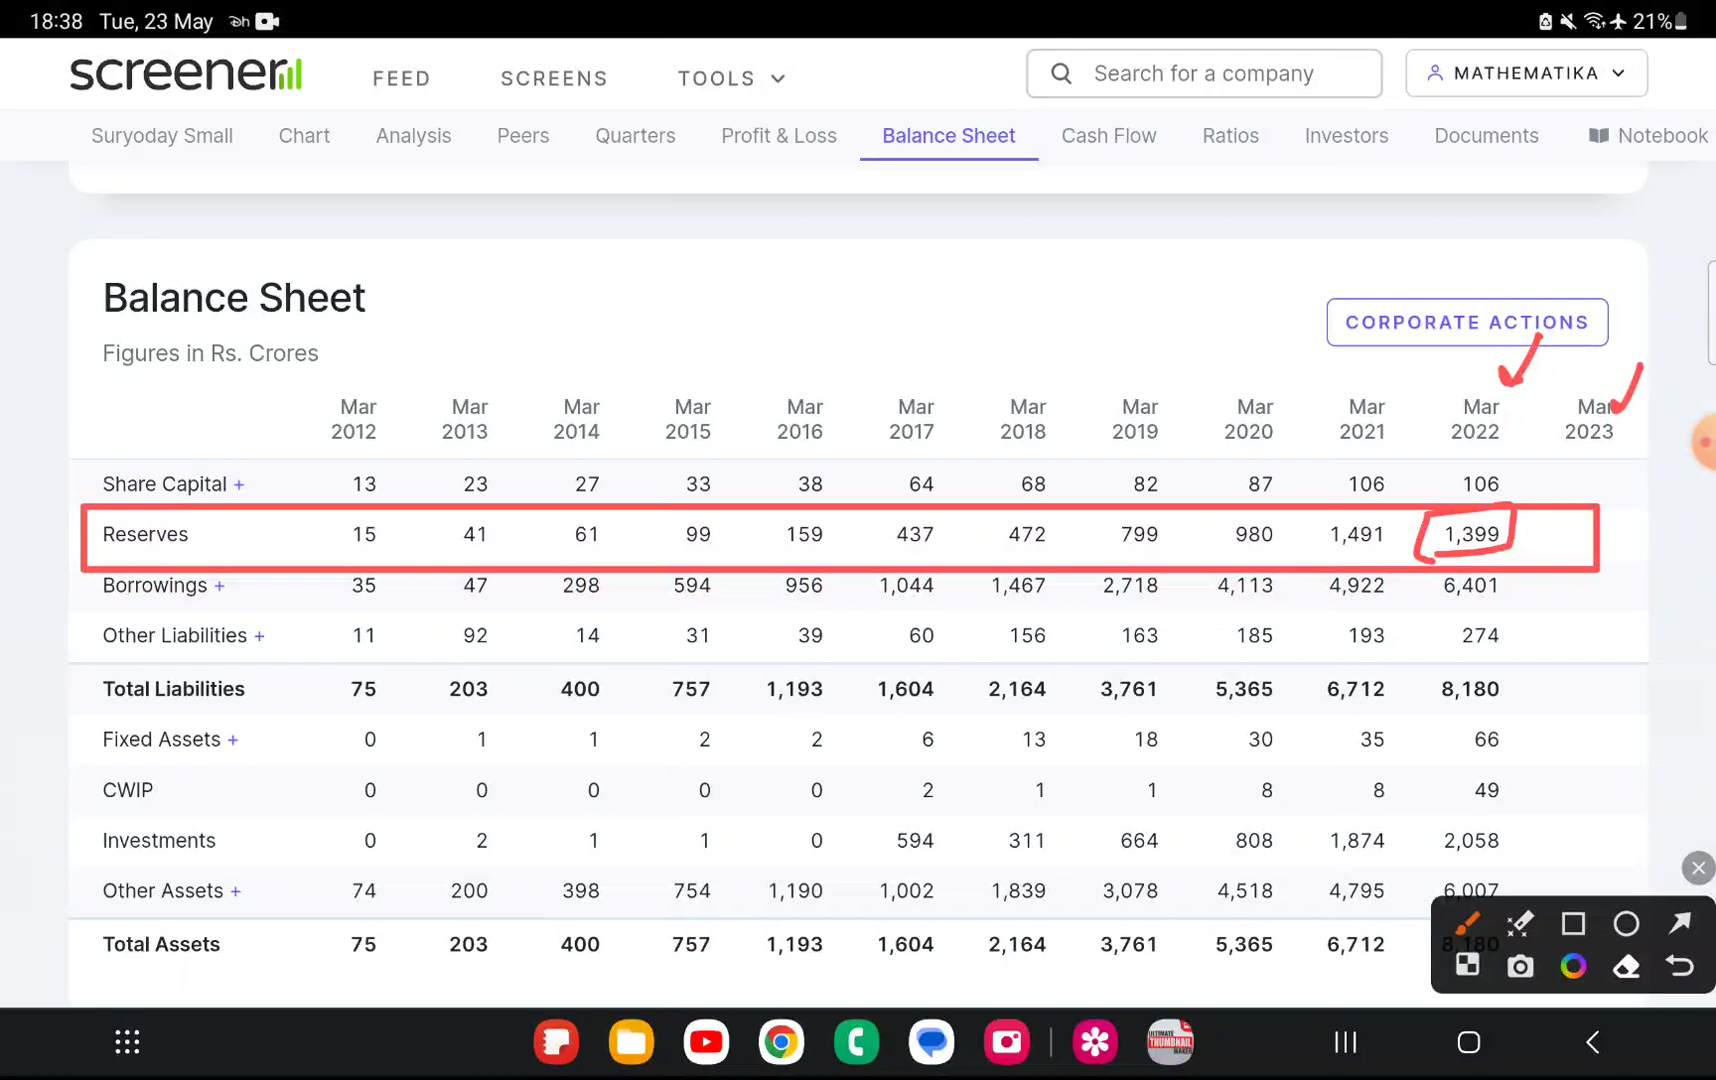 18:38 Tue, 23 May 21%
screener FEED SCREENS TOOLS Search for a company MATHEMATIKA
Suryoday Small Chart Analysis Peers Quarters Profit & Loss Balance Sheet Cash Flow Ratios Investors Documents Notebook
Balance Sheet
CORPORATE ACTIONS
Figures in Rs. Crores
Mar Mar Mar Mar Mar Mar Mar Mar Mar Mar Mar Mar
2012 2013 2014 2015 2016 2017 2018 2019 2020 2021 2022 2023
Share Capital + 13 23 27 33 38 64 68 82 87 106 106
Reserves 15 41 61 99 159 437 472 799 980 1,491 1,399
Borrowings + 35 47 298 594 956 1,044 1,467 2,718 4,113 4,922 6,401
Other Liabilities + 11 92 14 31 39 60 156 163 185 193 274
Total Liabilities 75 203 400 757 1,193 1,604 2,164 3,761 5,365 6,712 8,180
Fixed Assets + 0 1 1 2 2 6 13 18 30 35 66
CWIP 0 0 0 0 0 2 1 1 8 8 49
Investments 0 2 1 1 0 594 311 664 808 1,874 2,058
Other Assets + 74 200 398 754 1,190 1,002 1,839 3,078 4,518 4,795 6,007
Total Assets 75 203 400 757 1,193 1,604 2,164 3,761 5,365 6,712 8,180
ULTIMATE
THUMBNAIL
MAKER